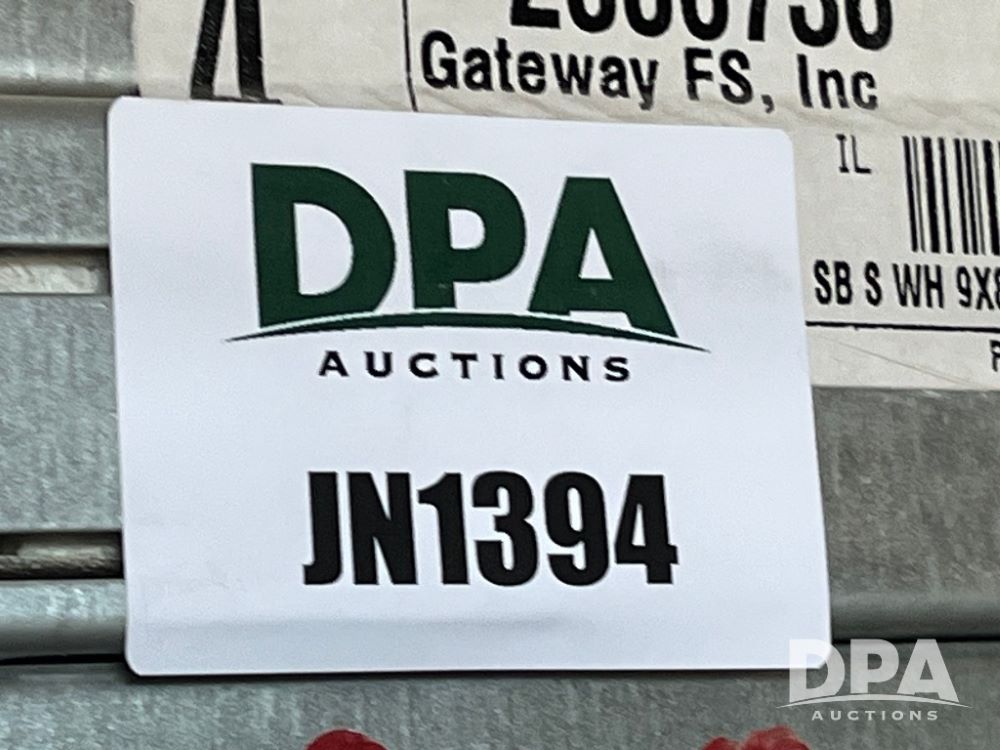 Gateway FS, Inc
IL
SB S WH 9X8
DPA
AUCTIONS
JN1394
DPA
AUCTIONS